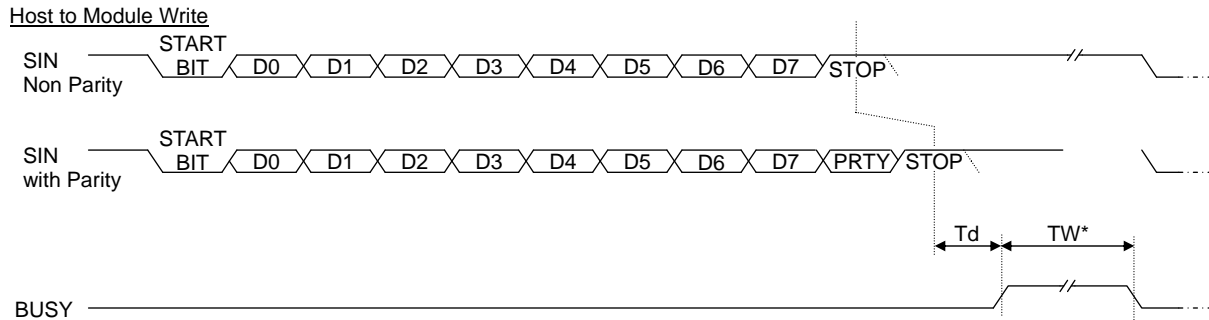 Host to Module Write
SIN
Non Parity
START
BIT D0 D1 D2 D3 D4 D5 D6 D7 STOP
SIN
with Parity
START
BIT D0 D1 D2 D3 D4 D5 D6 D7 PRTY STOP
Td TW*
BUSY